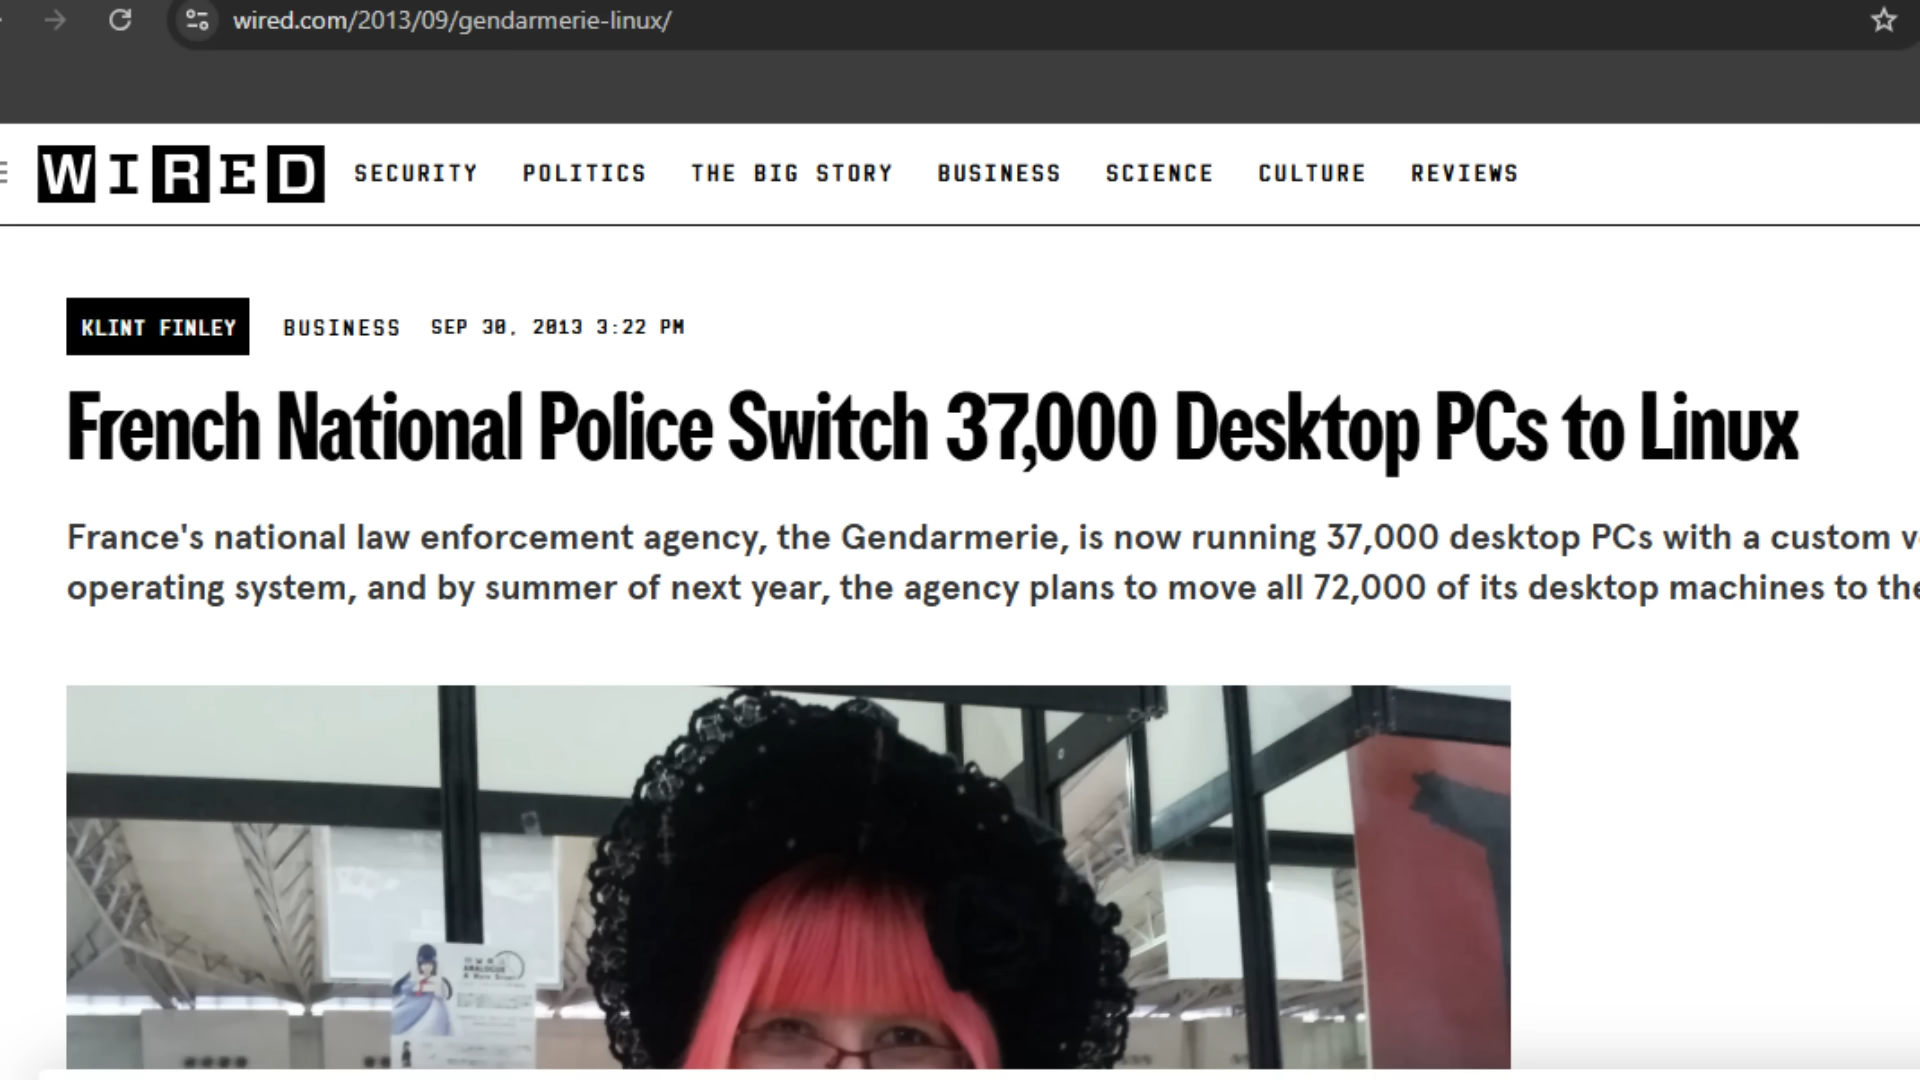 wired.com/2013/09/gendarmerie-linux/
WIRED SECURITY POLITICS THE BIG STORY BUSINESS SCIENCE CULTURE REVIEWS
KLINT FINLEY BUSINESS SEP 30, 2013 3:22 PM
French National Police Switch 37,000 Desktop PCs to Linux
France's national law enforcement agency, the Gendarmerie, is now running 37,000 desktop PCs with a custom
operating system, and by summer of next year, the agency plans to move all 72,000 of its desktop machines to the